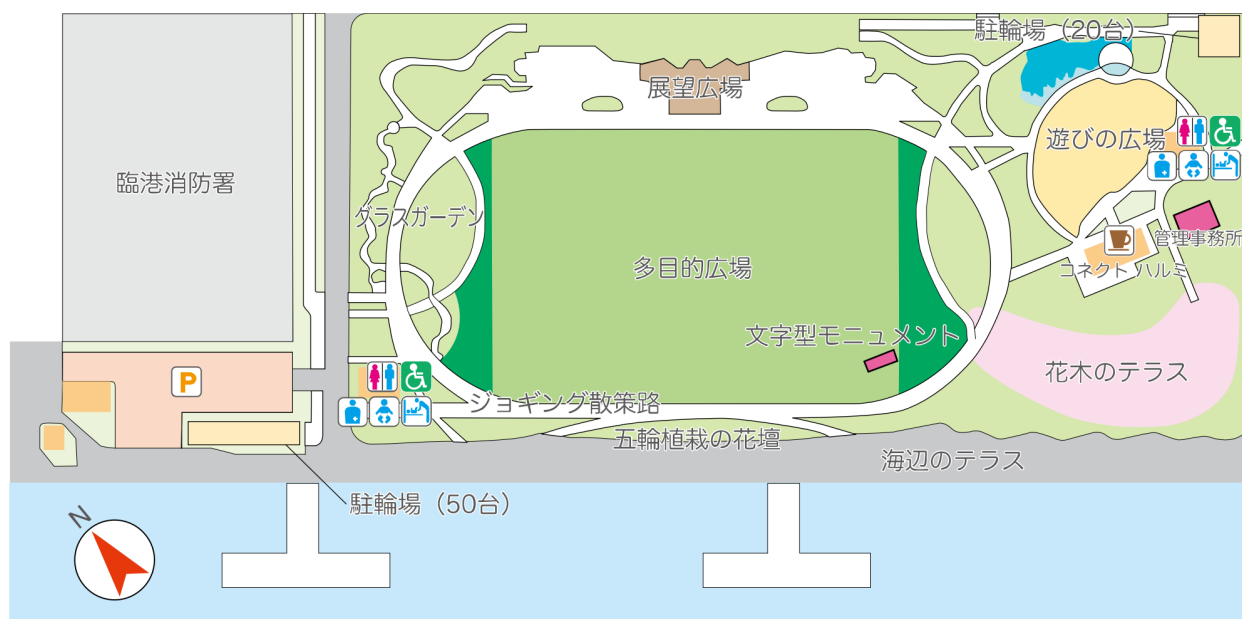 駐輪場（20台）
展望広場
遊びの広場
臨港消防署
ダラスガーデン
管理事務所
多目的広場
コネクトハルミ
文字型モニュメント
花木のテラス
P
ジョギング散策路
五輪植栽の花壇
海辺のテラス
駐輪場（50台）
N